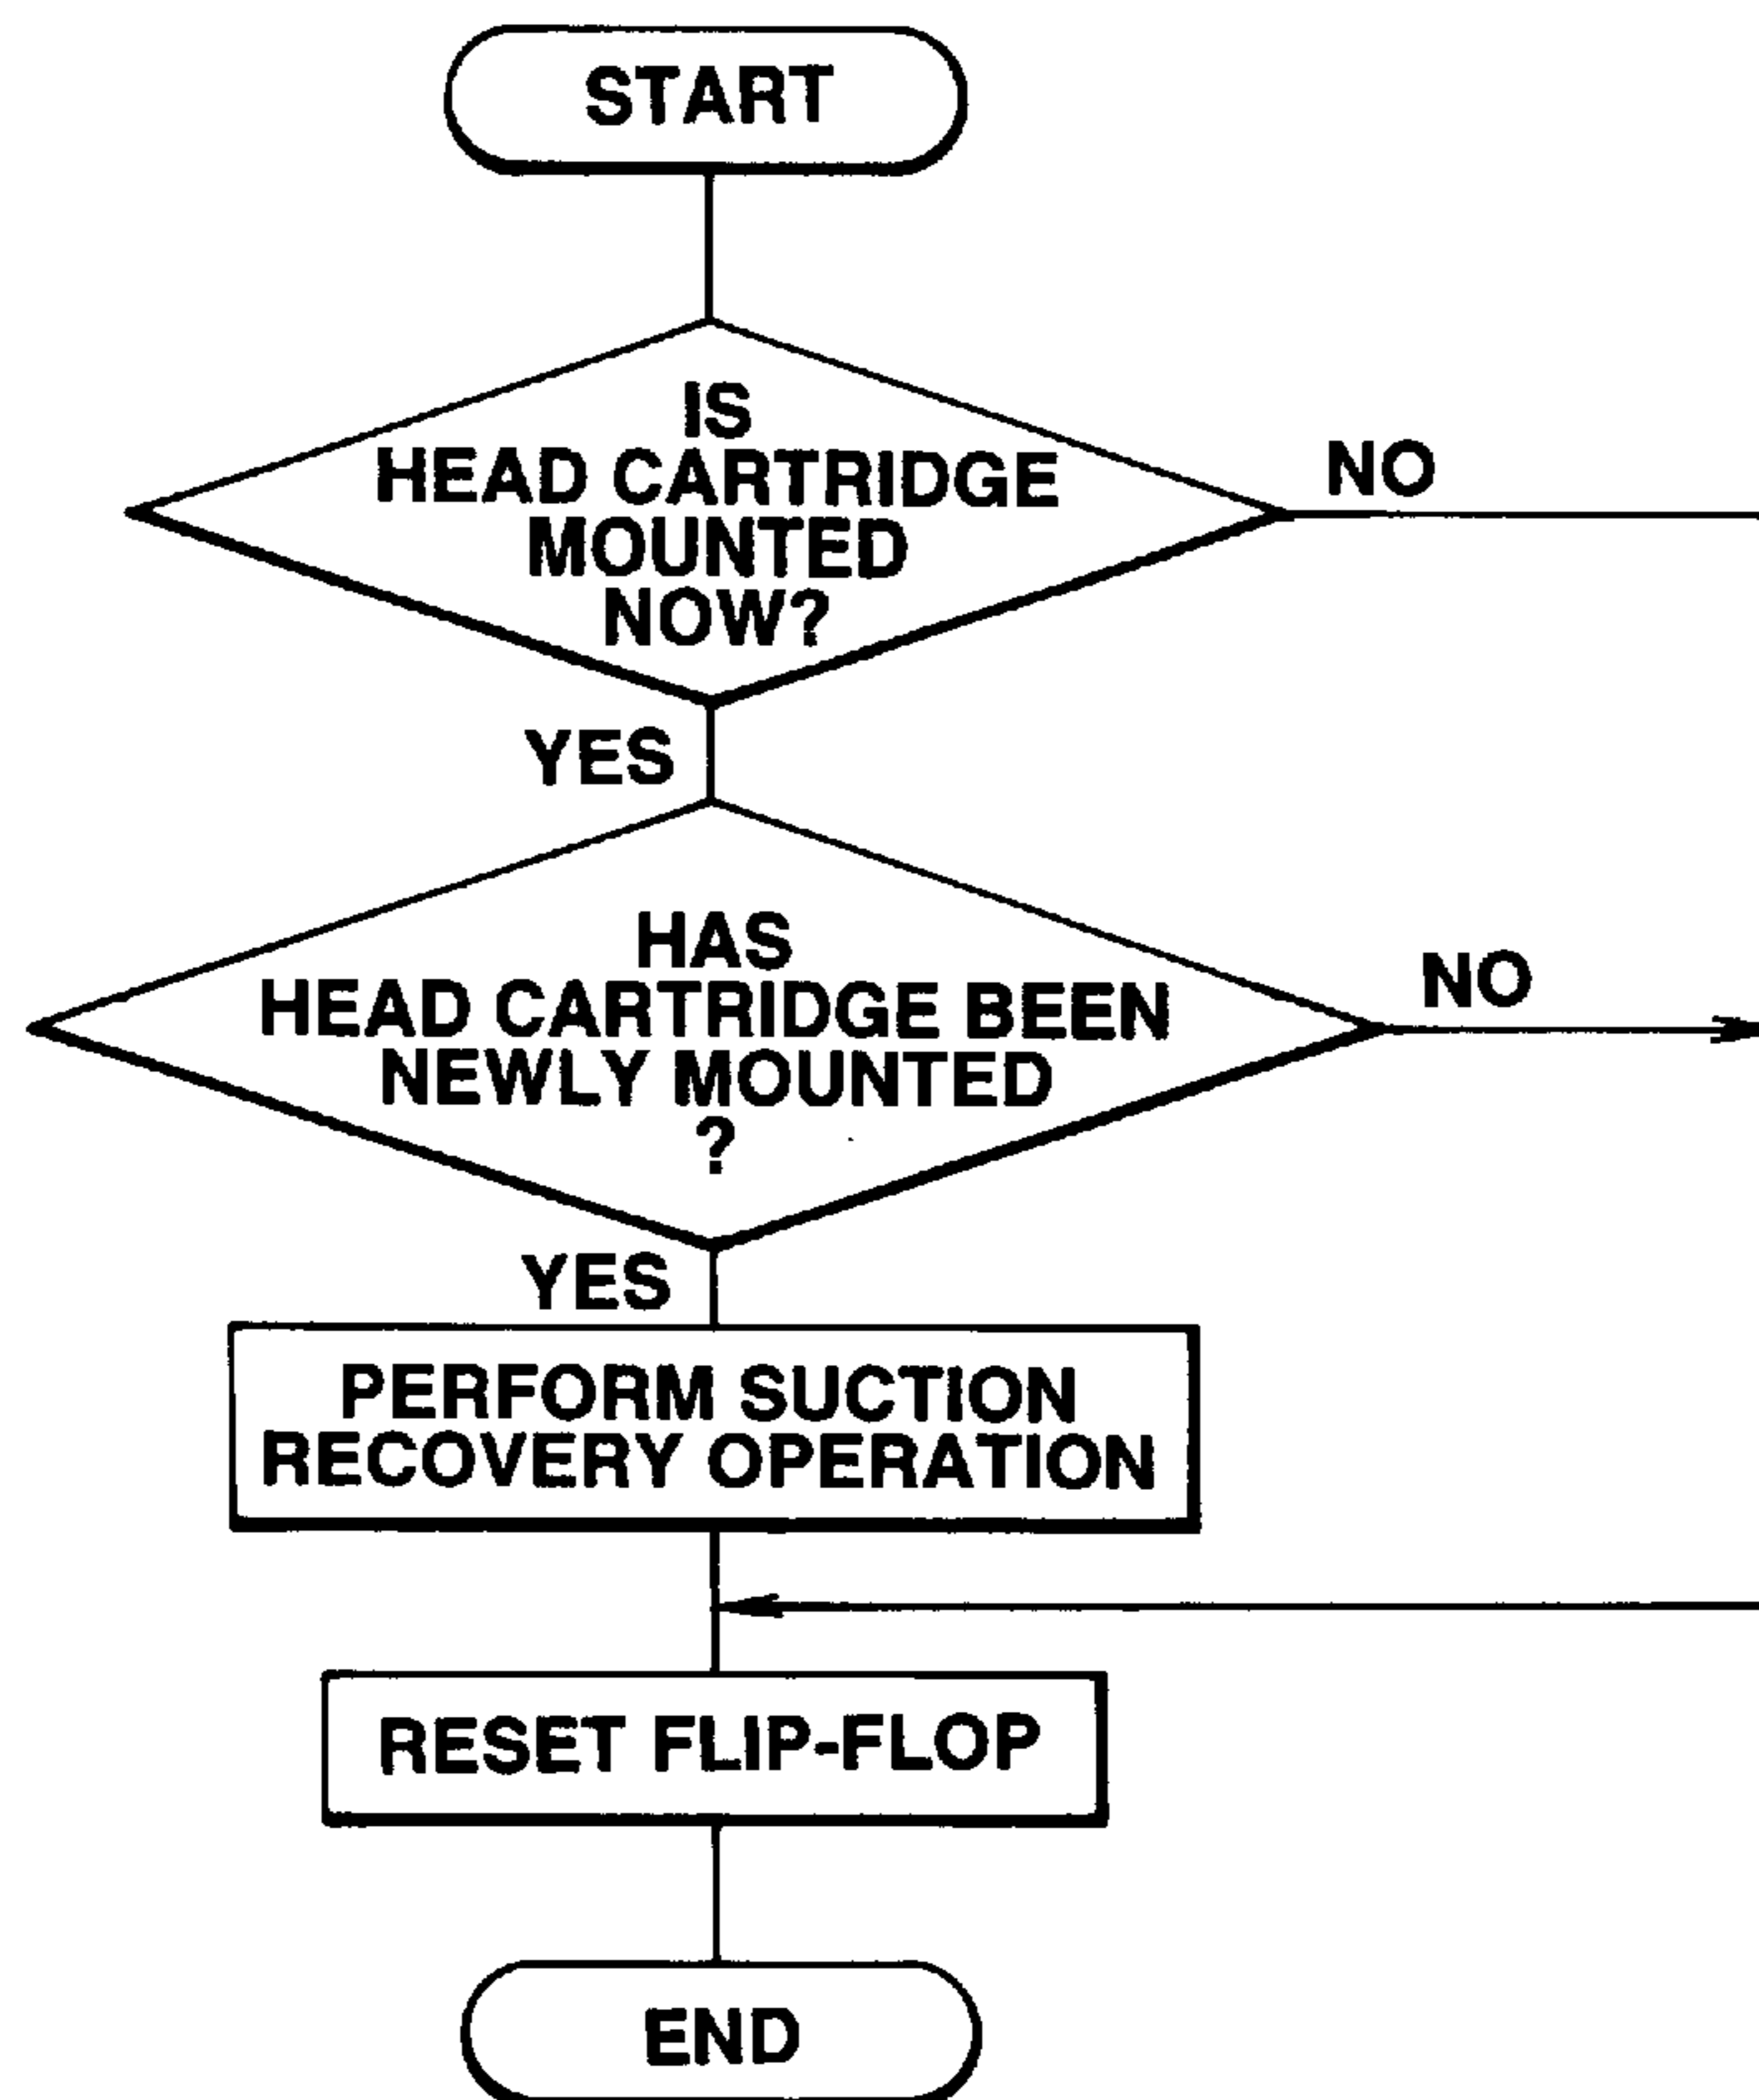 START
IS
HEAD CARTRIDGE
MOUNTED
NOW?
NO
YES
HAS
HEAD CARTRIDGE BEEN
NEWLY MOUNTED
?
NO
YES
PERFORM SUCTION
RECOVERY OPERATION
RESET FLIP-FLOP
END